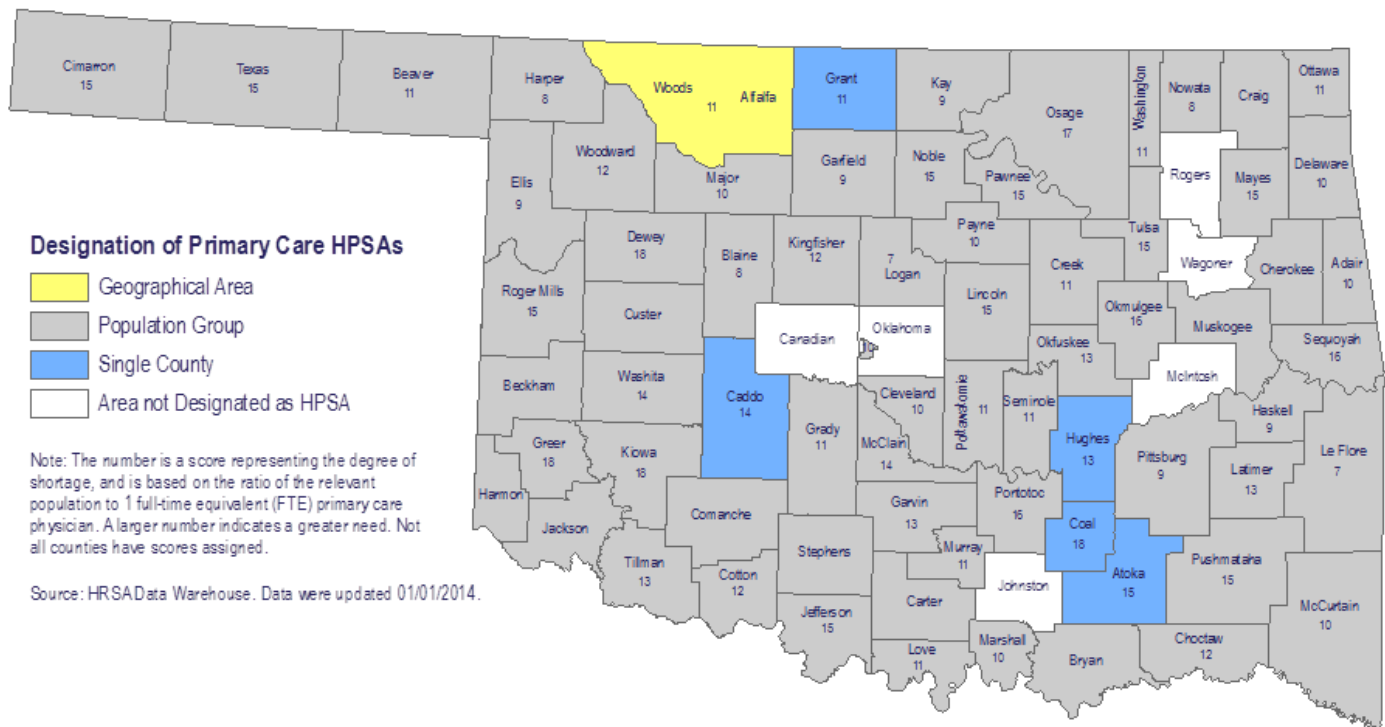 Cimarron
15
Texas
15
Beaver
11
Harper
8
Woods
11
Alfalfa
Grant
11
Kay
9
Osage
17
Washington
11
Nowata
8
Craig
Ottawa
11
Woodward
12
Ellis
9
Major
10
Garfield
9
Noble
15
Pawnee
15
Rogers
Mayes
15
Delaware
10
Dewey
18
Blaine
8
Kingfisher
12
7
Logan
Payne
10
Creek
11
Tulsa
15
Wagoner
Cherokee
Adair
10
Roger Mills
15
Custer
Canadian
Oklahoma
Lincoln
15
Okmulgee
16
Muskogee
Okfuskee
13
Sequoyah
16
Beckham
Washita
14
Caddo
14
Grady
11
Cleveland
10
McClain
14
Pottawatomie
11
Seminole
11
Hughes
13
McIntosh
Haskell
9
Pittsburg
9
Latimer
13
Le Flore
7
Greer
18
Kiowa
18
Harmon
Jackson
Comanche
Tillman
13
Cotton
12
Stephens
Jefferson
15
Garvin
13
Murray
11
Carter
Love
11
Pontotoc
16
Coal
18
Johnston
Atoka
15
Pushmataha
15
Marshall
10
Bryan
Choctaw
12
McCurtain
10
Designation of Primary Care HPSAs
Geographical Area
Population Group
Single County
Area not Designated as HPSA
Note: The number is a score representing the degree of
shortage, and is based on the ratio of the relevant
population to 1 full-time equivalent (FTE) primary care
physician. A larger number indicates a greater need. Not
all counties have scores assigned.
Source: HRSA Data Warehouse. Data were updated 01/01/2014.